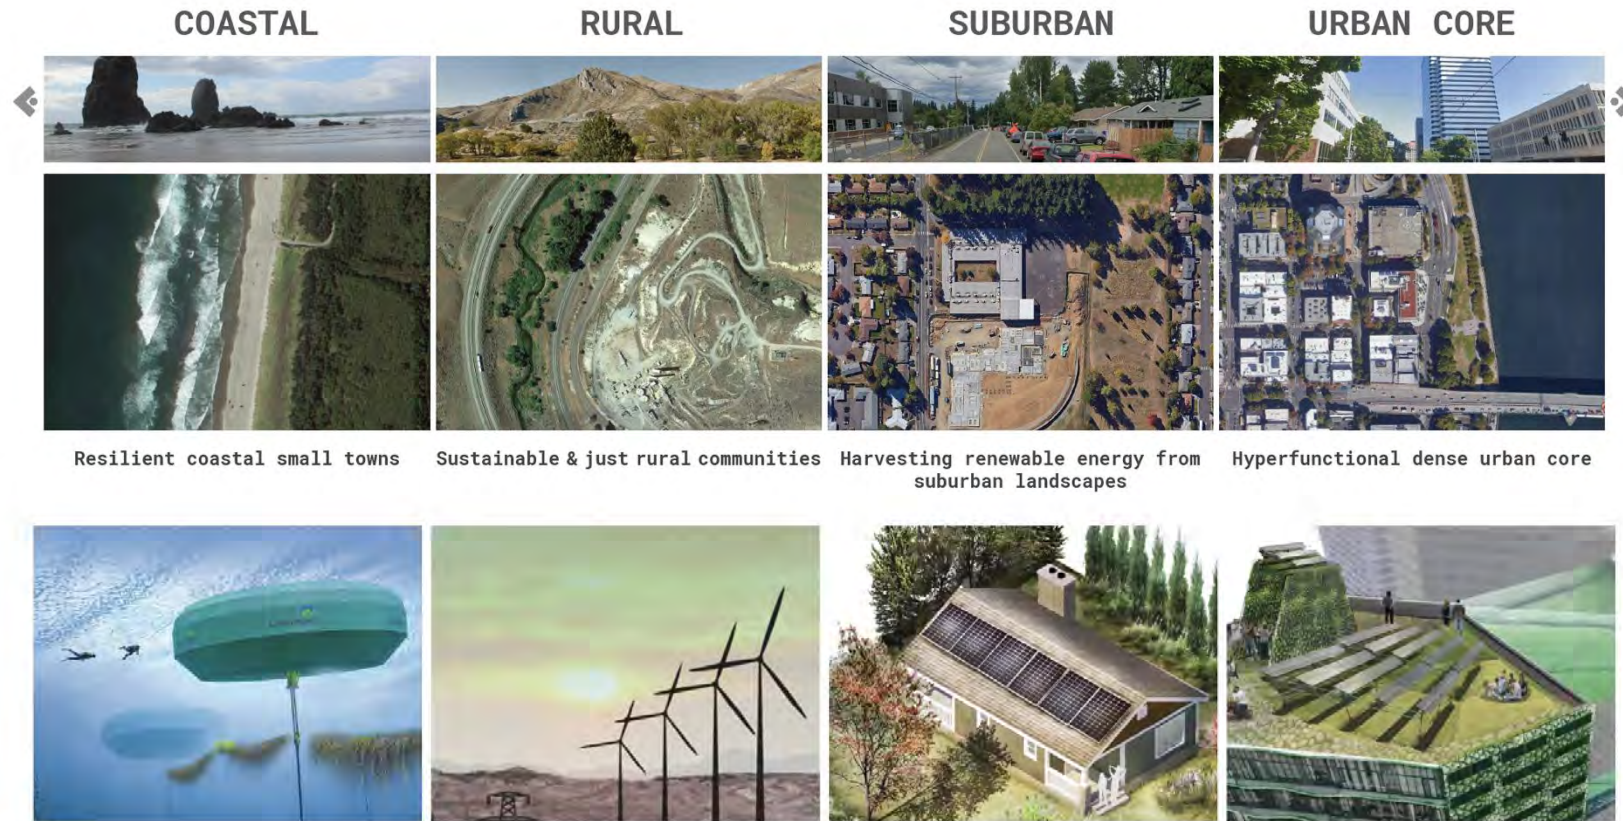 COASTAL
RURAL
SUBURBAN
URBAN CORE
Resilient coastal small towns
Sustainable & just rural communities
Harvesting renewable energy from
suburban landscapes
Hyperfunctional dense urban core